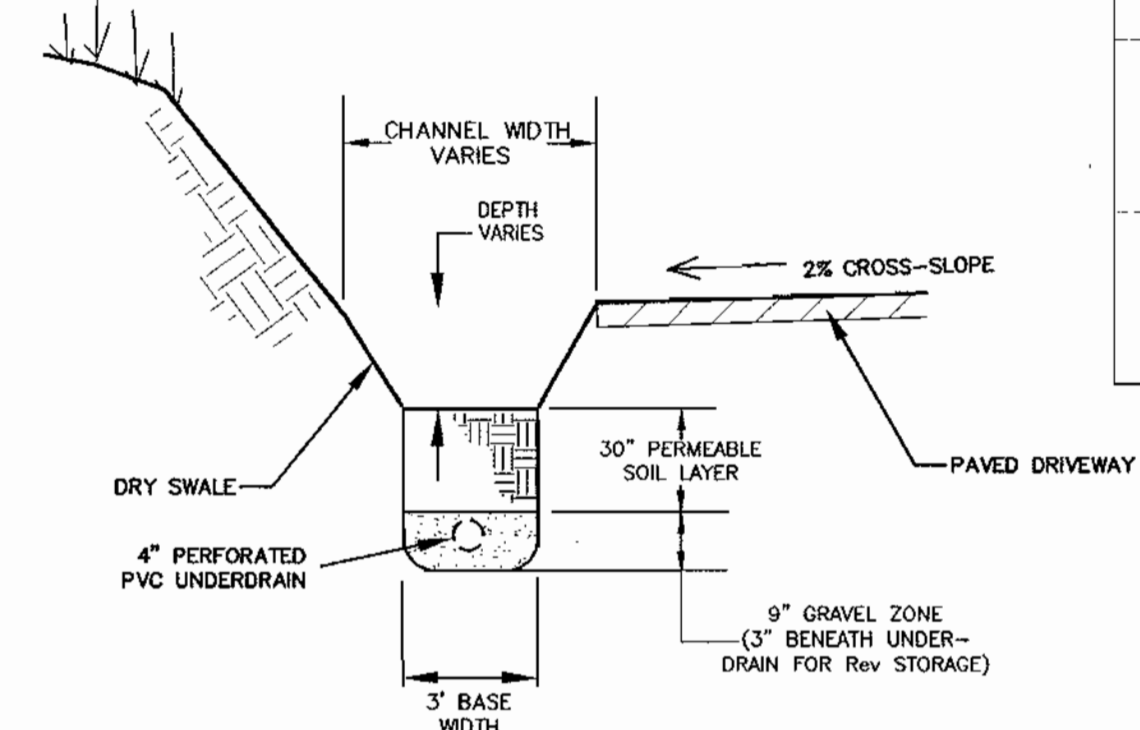 CHANNEL WIDTH
VARIES
DEPTH
VARIES
2% CROSS-SLOPE
30" PERMEABLE
SOIL LAYER
PAVED DRIVEWAY
DRY SWALE
4" PERFORATED
PVC UNDERDRAIN
9" GRAVEL ZONE
(3" BENEATH UNDER-
DRAIN FOR Rev STORAGE)
3' BASE
WIDTH